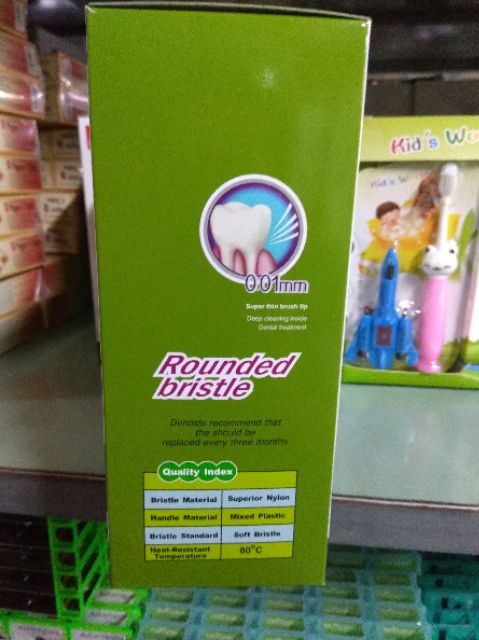 Kid's Wo
Kid's W
0.01mm
Super thin brush tip
Deep cleaning inside
Dental treatment
Rounded
bristle
Dentists recommend that
the should be
replaced every three months
Quality Index
Bristle Material Superior Nylon
Handle Material Mixed Plastic
Bristle Standard Soft Bristle
Heat-Resistant
Temperature 80°C